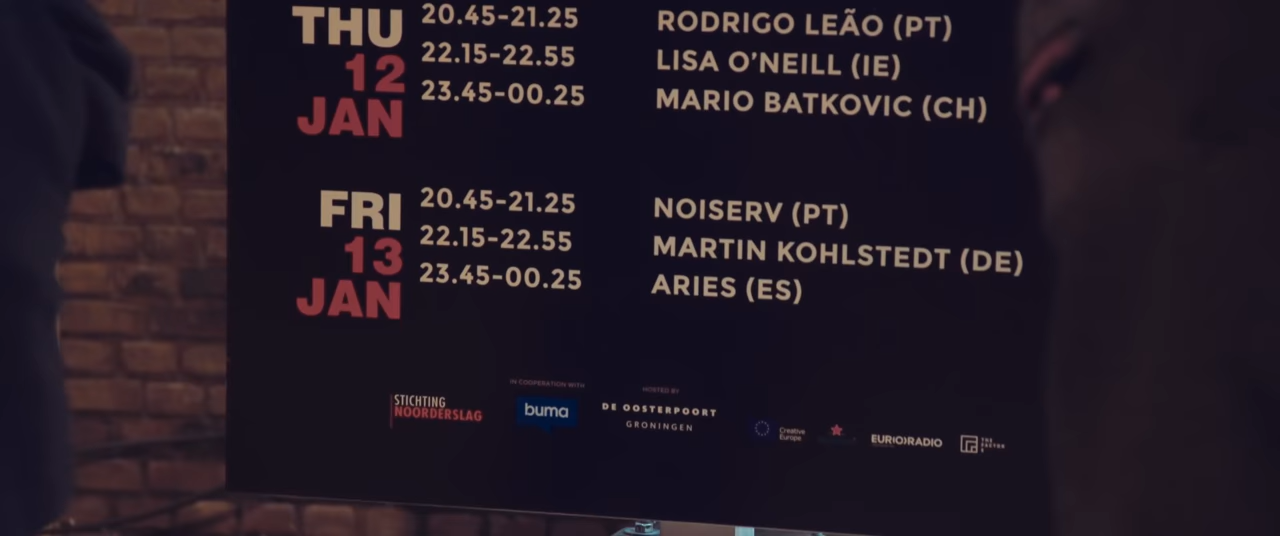 THU 20.45-21.25 RODRIGO LEÃO (PT)
12 22.15-22.55 LISA O'NEILL (IE)
JAN 23.45-00.25 MARIO BATKOVIC (CH)
FRI 20.45-21.25 NOISERV (PT)
13 22.15-22.55 MARTIN KOHLSTEDT (DE)
JAN 23.45-00.25 ARIES (ES)
IN COOPERATION WITH
HOSTED BY
STICHTING
NOORDERSLAG
buma
DE OOSTERPOORT
GRONINGEN
Creative
Europe
EURORADIO
THE
FACTOR